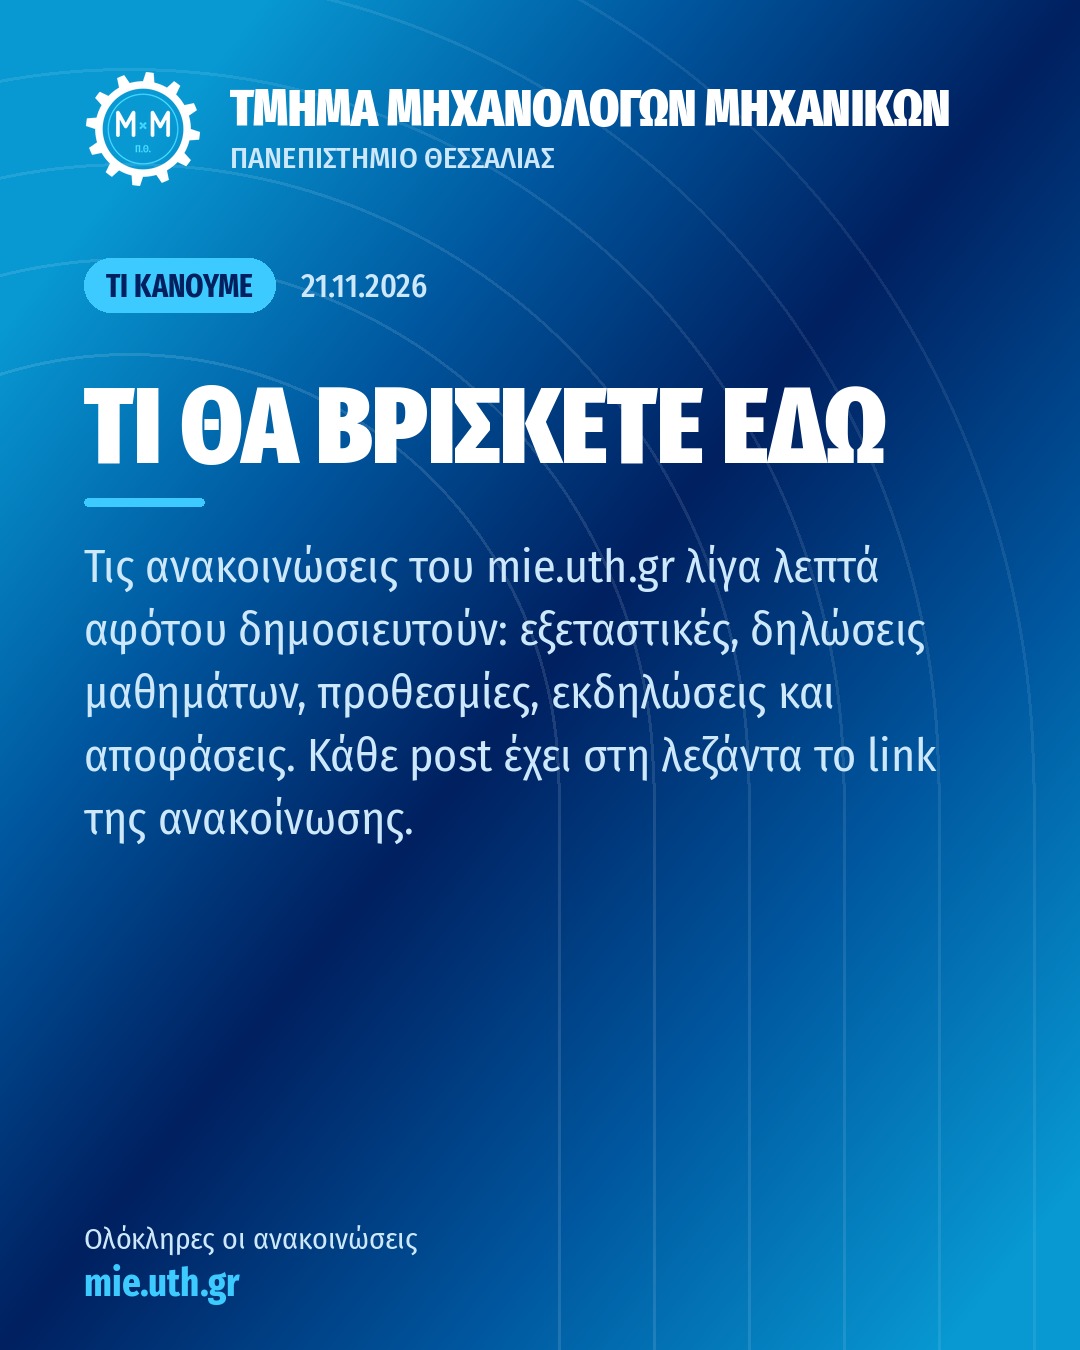 Μ×Μ
Π.Θ.
ΤΜΗΜΑ ΜΗΧΑΝΟΛΟΓΩΝ ΜΗΧΑΝΙΚΩΝ
ΠΑΝΕΠΙΣΤΗΜΙΟ ΘΕΣΣΑΛΙΑΣ
ΤΙ ΚΑΝΟΥΜΕ 21.11.2026
ΤΙ ΘΑ ΒΡΙΣΚΕΤΕ ΕΔΩ
Τις ανακοινώσεις του mie.uth.gr λίγα λεπτά
αφότου δημοσιευτούν: εξεταστικές, δηλώσεις
μαθημάτων, προθεσμίες, εκδηλώσεις και
αποφάσεις. Κάθε post έχει στη λεζάντα το link
της ανακοίνωσης.
Ολόκληρες οι ανακοινώσεις
mie.uth.gr